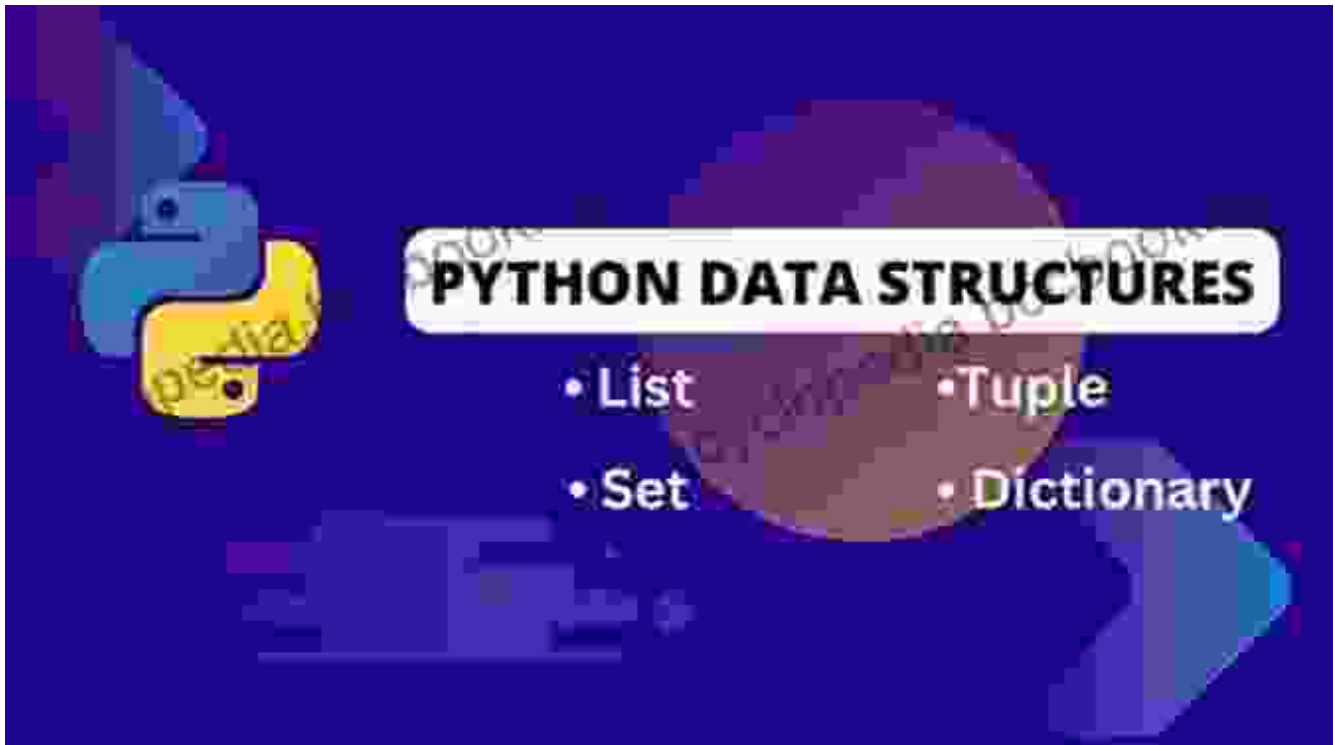 PYTHON DATA STRUCTURES
• List •Tuple
• Set • Dictionary